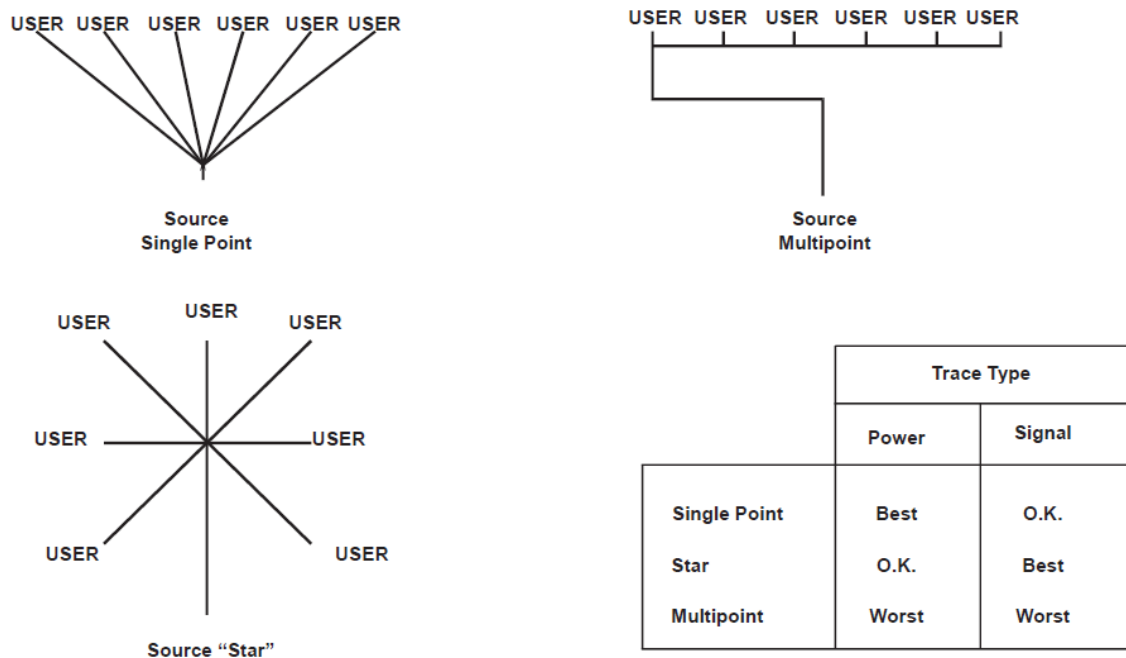 USER USER USER USER USER USER
Source
Single Point
USER USER USER USER USER USER
Source
Multipoint
USER
USER
USER
USER
USER
USER
USER
Source “Star”
Trace Type
Power Signal
Single Point Best O.K.
Star O.K. Best
Multipoint Worst Worst